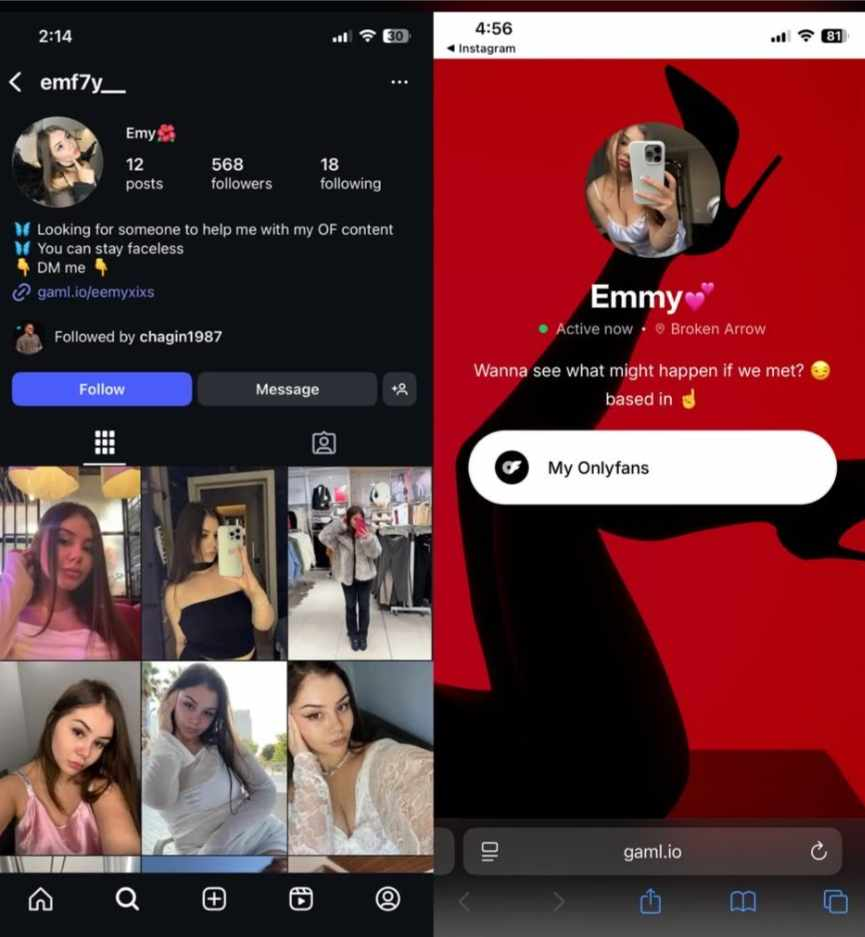 2:14
30
emf7y__
Emy🌺
12
posts
568
followers
18
following
🦋 Looking for someone to help me with my OF content
🦋 You can stay faceless
👇 DM me 👇
gaml.io/eemyxixs
Followed by chagin1987
Follow
Message
4:56
81
◀ Instagram
Emmy💕
Active now • Broken Arrow
Wanna see what might happen if we met? 😏
based in ☝️
My Onlyfans
gaml.io